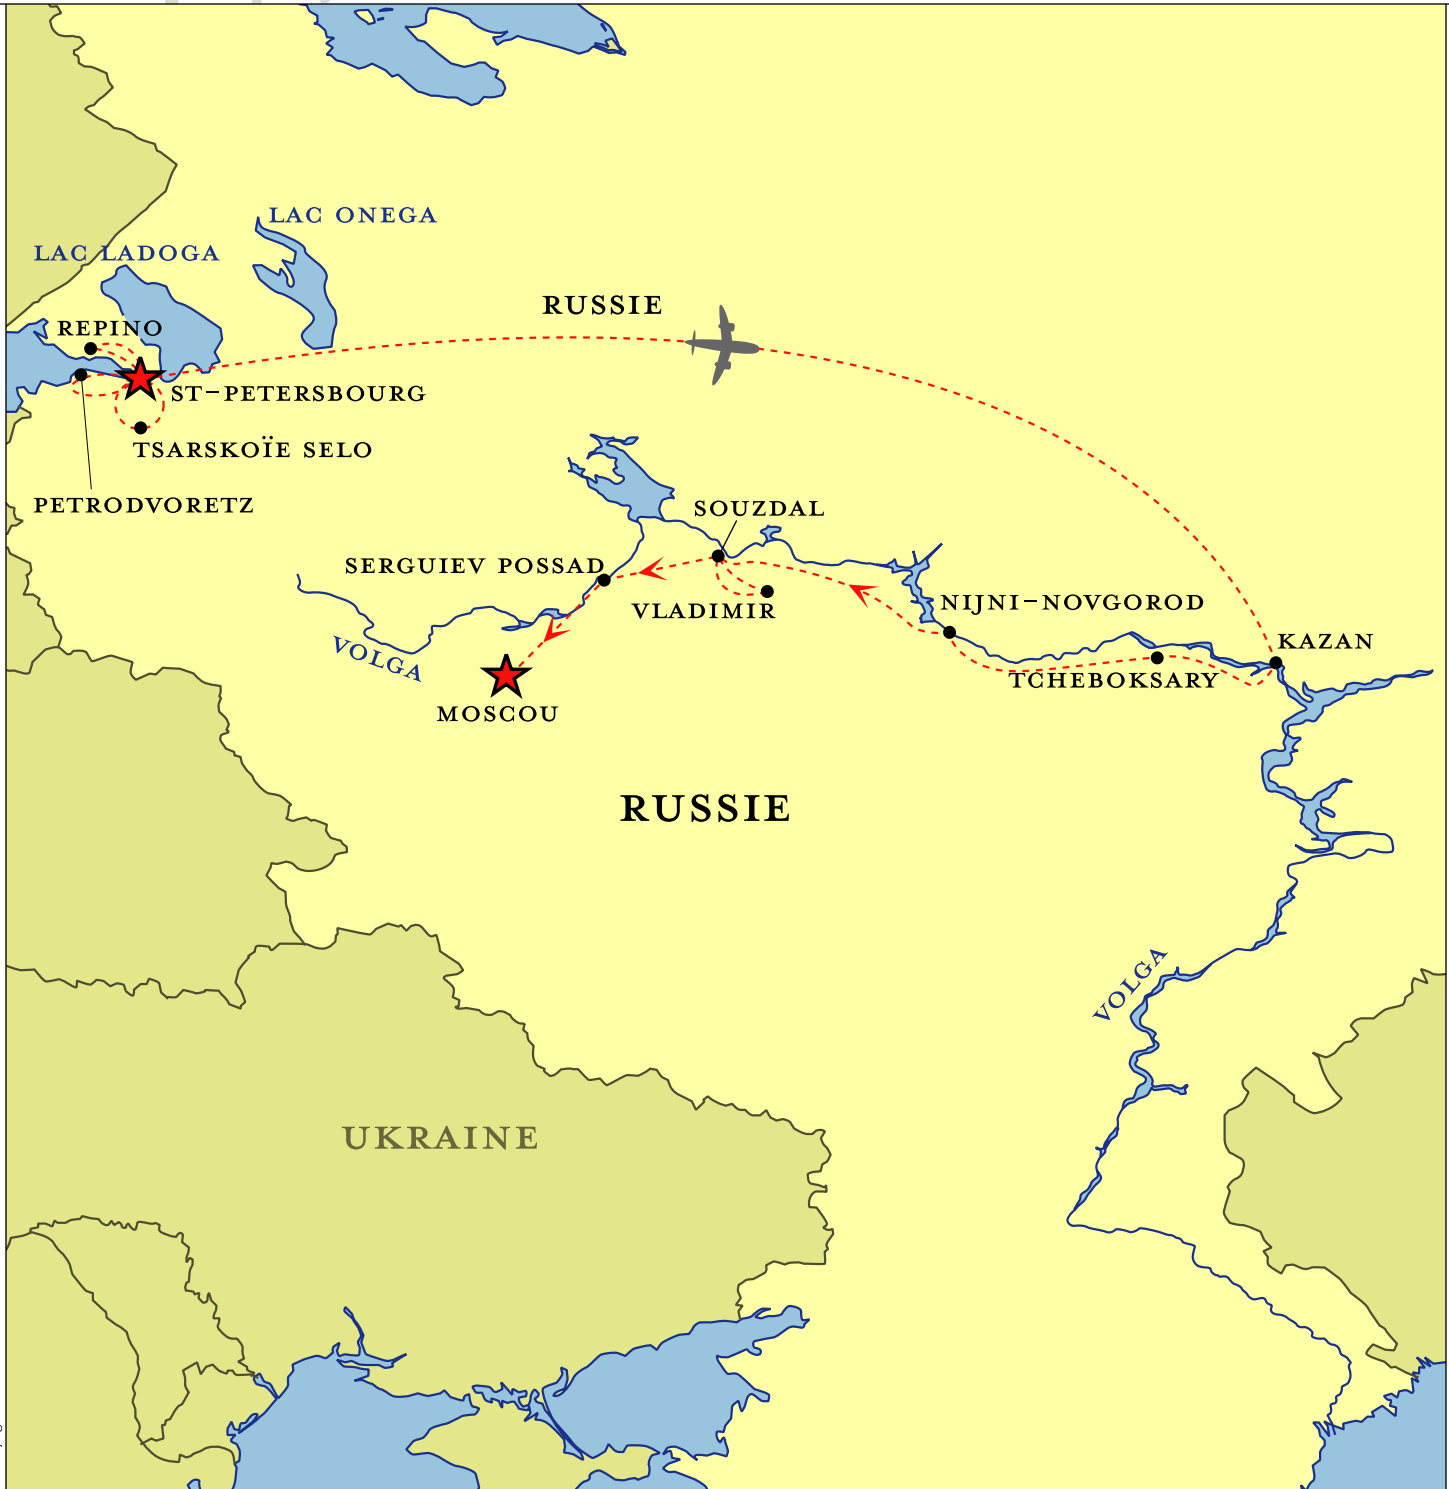 LAC ONEGA
LAC LADOGA
RUSSIE
REPINO
ST-PETERSBOURG
TSARSKOÏE SELO
PETRODVORETZ
SOUZDAL
SERGUIEV POSSAD
VLADIMIR
NIJNI-NOVGOROD
KAZAN
VOLGA
TCHEBOKSARY
MOSCOU
RUSSIE
VOLGA
UKRAINE